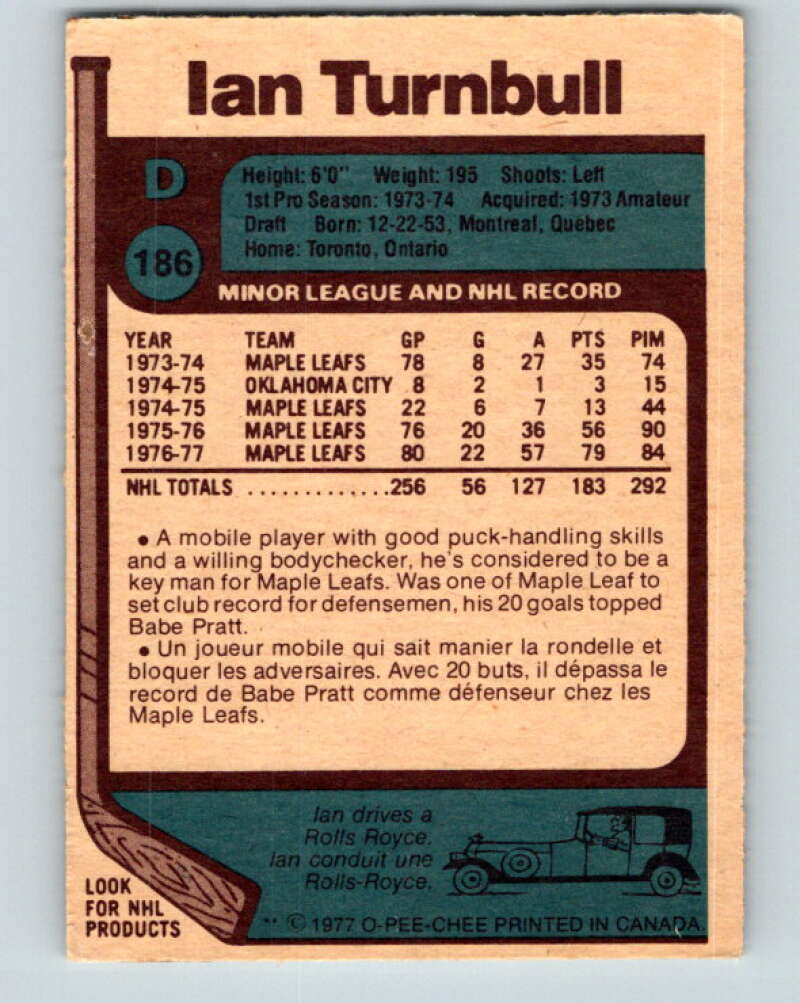 Ian Turnbull
D
186
Height: 6'0" Weight: 195 Shoots: Left
1st Pro Season: 1973-74 Acquired: 1973 Amateur
Draft Born: 12-22-53, Montreal, Quebec
Home: Toronto, Ontario
MINOR LEAGUE AND NHL RECORD
YEAR TEAM GP G A PTS PIM
1973-74 MAPLE LEAFS 78 8 27 35 74
1974-75 OKLAHOMA CITY 8 2 1 3 15
1974-75 MAPLE LEAFS 22 6 7 13 44
1975-76 MAPLE LEAFS 76 20 36 56 90
1976-77 MAPLE LEAFS 80 22 57 79 84
NHL TOTALS .............256 56 127 183 292
• A mobile player with good puck-handling skills
and a willing bodychecker, he's considered to be a
key man for Maple Leafs. Was one of Maple Leaf to
set club record for defensemen, his 20 goals topped
Babe Pratt.
• Un joueur mobile qui sait manier la rondelle et
bloquer les adversaires. Avec 20 buts, il dépassa le
record de Babe Pratt comme défenseur chez les
Maple Leafs.
Ian drives a
Rolls Royce.
Ian conduit une
Rolls-Royce.
LOOK
FOR NHL
PRODUCTS
** © 1977 O-PEE-CHEE PRINTED IN CANADA.